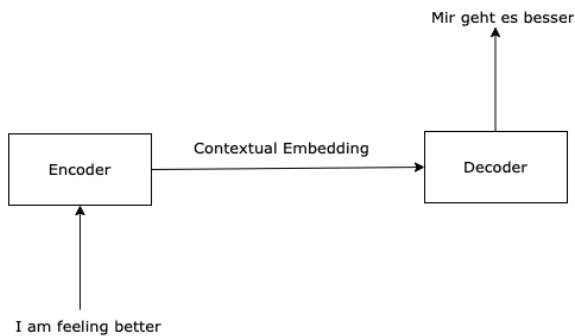 Mir geht es besser
Contextual Embedding
Encoder
Decoder
I am feeling better